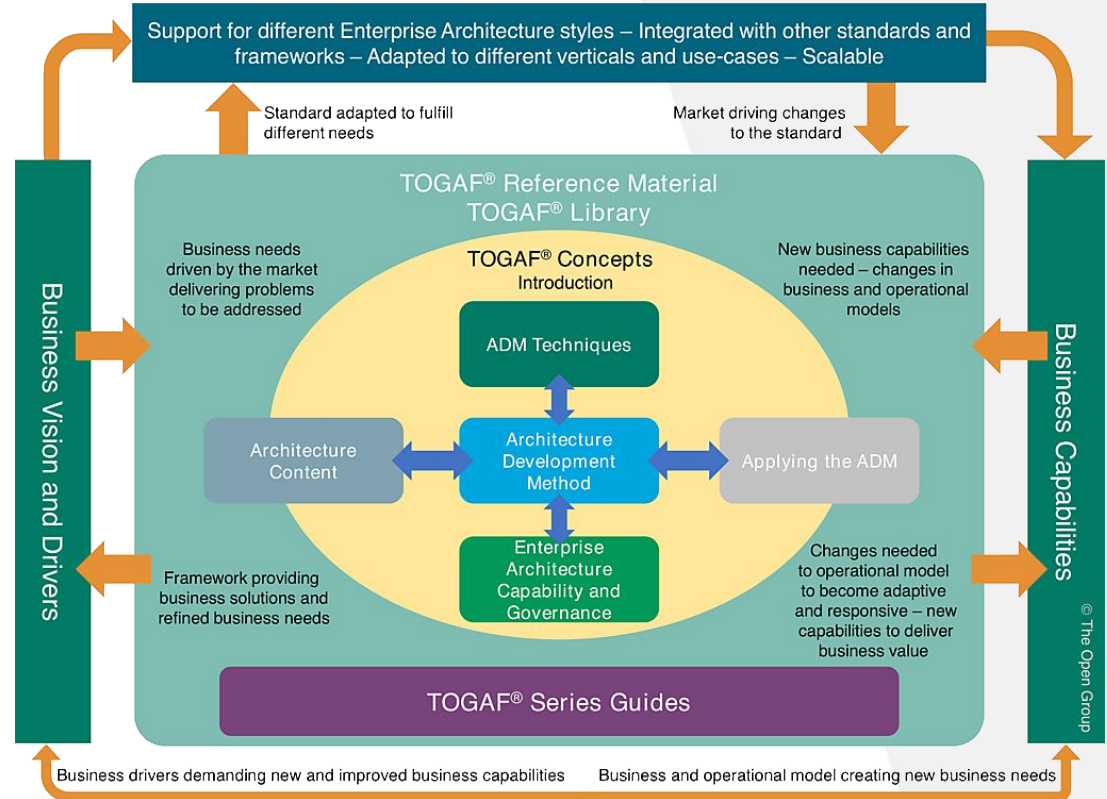 Support for different Enterprise Architecture styles – Integrated with other standards and
frameworks – Adapted to different verticals and use-cases – Scalable
Standard adapted to fulfill
different needs
Market driving changes
to the standard
Business Vision and Drivers
TOGAF® Reference Material
TOGAF® Library
Business needs
driven by the market
delivering problems
to be addressed
TOGAF® Concepts
Introduction
New business capabilities
needed – changes in
business and operational
models
ADM Techniques
Architecture
Content
Architecture
Development
Method
Applying the ADM
Enterprise
Architecture
Capability and
Governance
Framework providing
business solutions and
refined business needs
Changes needed
to operational model
to become adaptive
and responsive – new
capabilities to deliver
business value
TOGAF® Series Guides
Business Capabilities
© The Open Group
Business drivers demanding new and improved business capabilities
Business and operational model creating new business needs